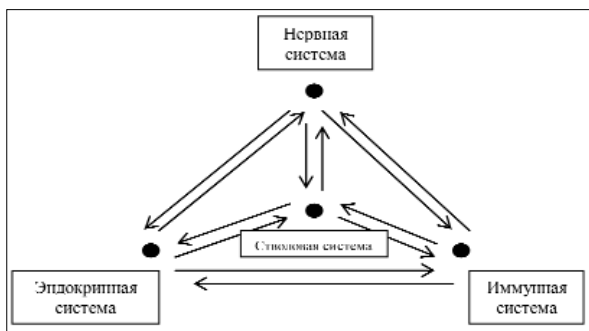 Нервная
система
Стволовая система
Эндокринная
система
Иммунная
система